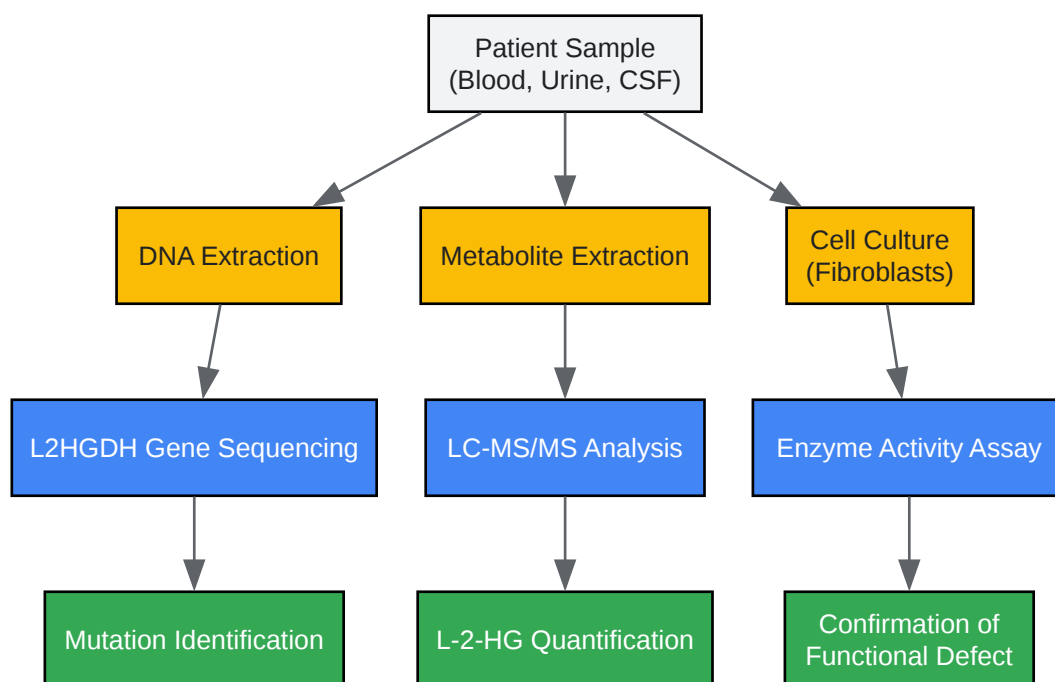 Patient Sample
(Blood, Urine, CSF)
DNA Extraction
Metabolite Extraction
Cell Culture
(Fibroblasts)
L2HGDH Gene Sequencing
LC-MS/MS Analysis
Enzyme Activity Assay
Mutation Identification
L-2-HG Quantification
Confirmation of
Functional Defect